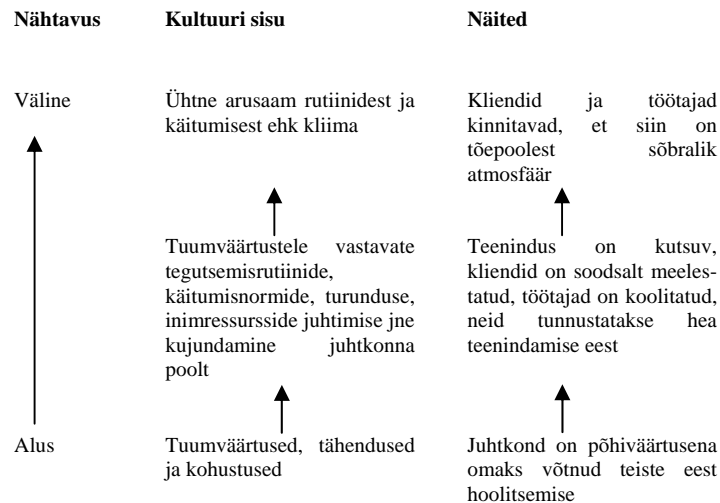 Nähtavus Kultuuri sisu Näited
Väline
Ühtne arusaam rutiinidest ja
käitumisest ehk kliima
Kliendid ja töötajad
kinnitavad, et siin on
tõepoolest sõbralik
atmosfäär
Tuumväärtustele vastavate
tegutsemisrutiinide,
käitumisnormide, turunduse,
inimressursside juhtimise jne
kujundamine juhtkonna
poolt
Teenindus on kutsuv,
kliendid on soodsalt meeles-
tatud, töötajad on koolitatud,
neid tunnustatakse hea
teenindamise eest
Alus
Tuumväärtused, tähendused
ja kohustused
Juhtkond on põhiväärtusena
omaks võtnud teiste eest
hoolitsemise